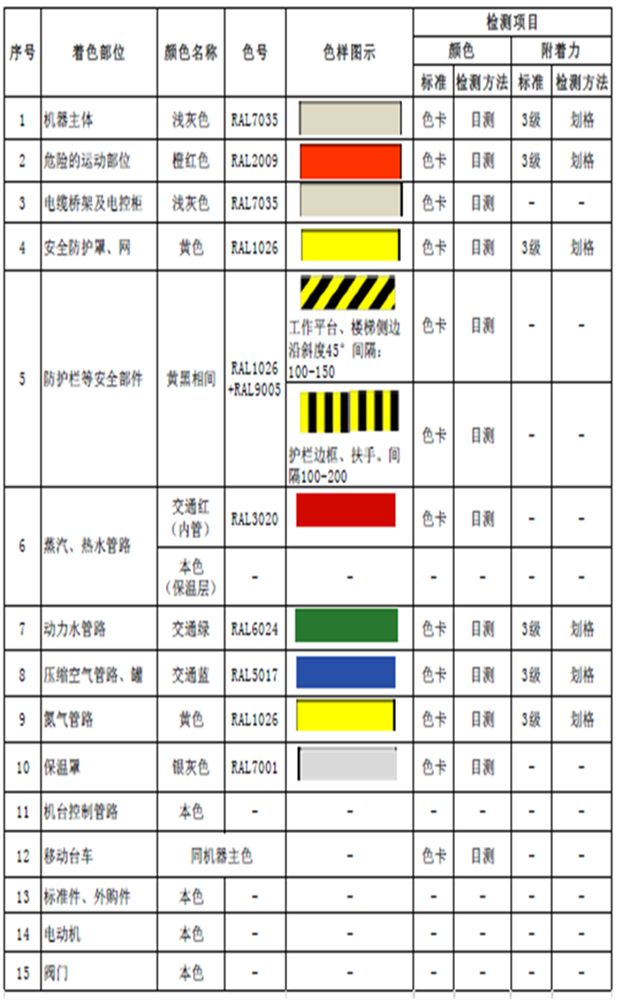 检测项目
序号 着色部位 颜色名称 色号 色样图示 颜色 附着力
标准 检测方法 标准 检测方法
1 机器主体 浅灰色 RAL7035 色卡 目测 3级 划格
2 危险的运动部位 橙红色 RAL2009 色卡 目测 3级 划格
3 电缆桥架及电控柜 浅灰色 RAL7035 色卡 目测 - -
4 安全防护罩、网 黄色 RAL1026 色卡 目测 3级 划格
5 防护栏等安全部件 黄黑相间 RAL1026
+RAL9005
工作平台、楼梯侧边
沿斜度45°间隔:
100-150
色卡 目测 - -
护栏边框、扶手。间
隔100-200
色卡 目测 - -
6 蒸汽、热水管路
交通红
（内管）
RAL3020 色卡 目测 - -
本色
（保温层）
- - - - - -
7 动力水管路 交通绿 RAL6024 色卡 目测 3级 划格
8 压缩空气管路、罐 交通蓝 RAL5017 色卡 目测 3级 划格
9 氮气管路 黄色 RAL1026 色卡 目测 3级 划格
10 保温罩 银灰色 RAL7001 色卡 目测 - -
11 机台控制管路 本色 - - - - - -
12 移动台车 同机器主色 - 色卡 目测 - -
13 标准件、外购件 本色 - - - - - -
14 电动机 本色 - - - - - -
15 阀门 本色 - - - - - -